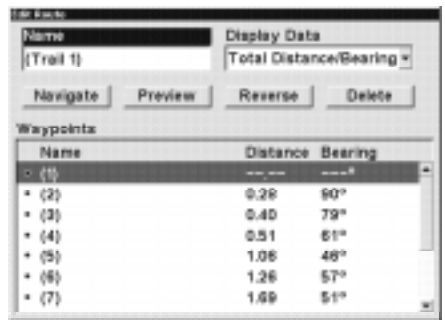 Edit Route
Name
Display Data
(Trail 1)
Total Distance/Bearing
Navigate Preview Reverse Delete
Waypoints
Name Distance Bearing
(1) --.-- ---°
(2) 0.28 90°
(3) 0.40 79°
(4) 0.51 61°
(5) 1.06 46°
(6) 1.26 57°
(7) 1.69 51°